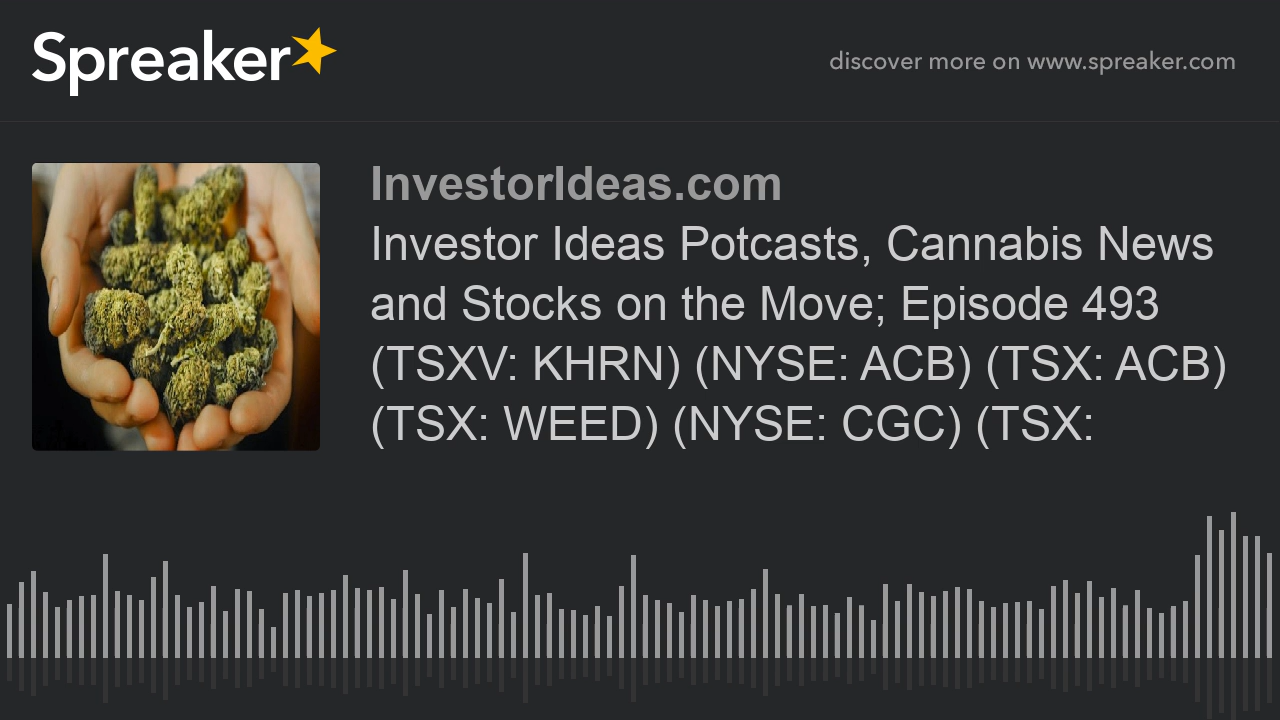 Spreaker
discover more on www.spreaker.com
InvestorIdeas.com
Investor Ideas Potcasts, Cannabis News
and Stocks on the Move; Episode 493
(TSXV: KHRN) (NYSE: ACB) (TSX: ACB)
(TSX: WEED) (NYSE: CGC) (TSX: